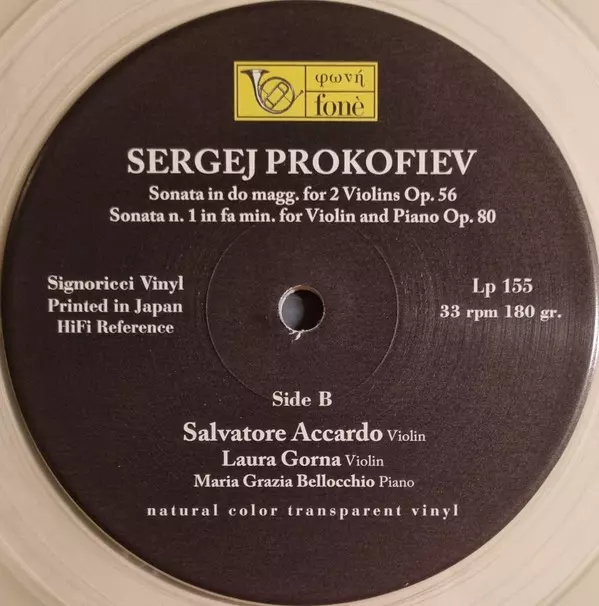 φωνή
fonè
SERGEJ PROKOFIEV
Sonata in do magg. for 2 Violins Op. 56
Sonata n. 1 in fa min. for Violin and Piano Op. 80
Signoricci Vinyl
Printed in Japan
HiFi Reference
Lp 155
33 rpm 180 gr.
Side B
Salvatore Accardo Violin
Laura Gorna Violin
Maria Grazia Bellocchio Piano
natural color transparent vinyl